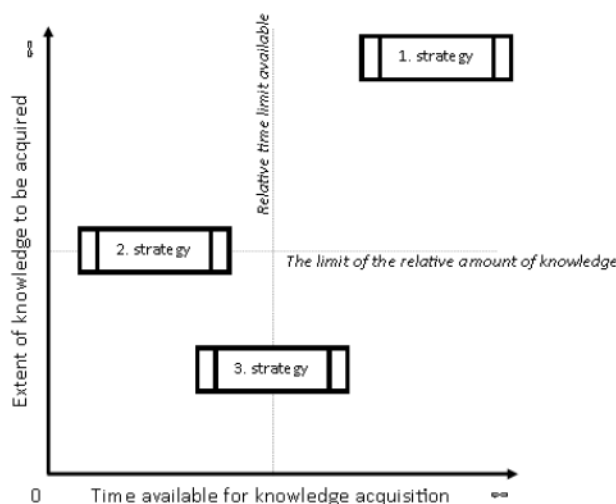 ∞
1. strategy
Relative time limit available
Extent of knowledge to be acquired
2. strategy
The limit of the relative amount of knowledge
3. strategy
0
Time available for knowledge acquisition
∞